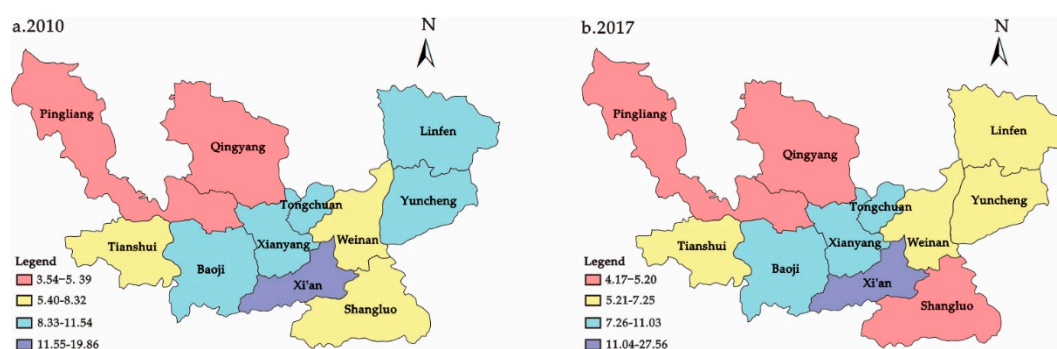 a.2010
N
Pingliang
Linfen
Qingyang
Tongchuan
Yuncheng
Tianshui
Xianyang
Weinan
Baoji
Xi'an
Shangluo
Legend
3.54–5. 39
5.40-8.32
8.33-11.54
11.55-19.86
b.2017
N
Pingliang
Linfen
Qingyang
Tongchuan
Yuncheng
Tianshui
Xianyang
Weinan
Baoji
Xi'an
Shangluo
Legend
4.17–5.20
5.21-7.25
7.26-11.03
11.04-27.56